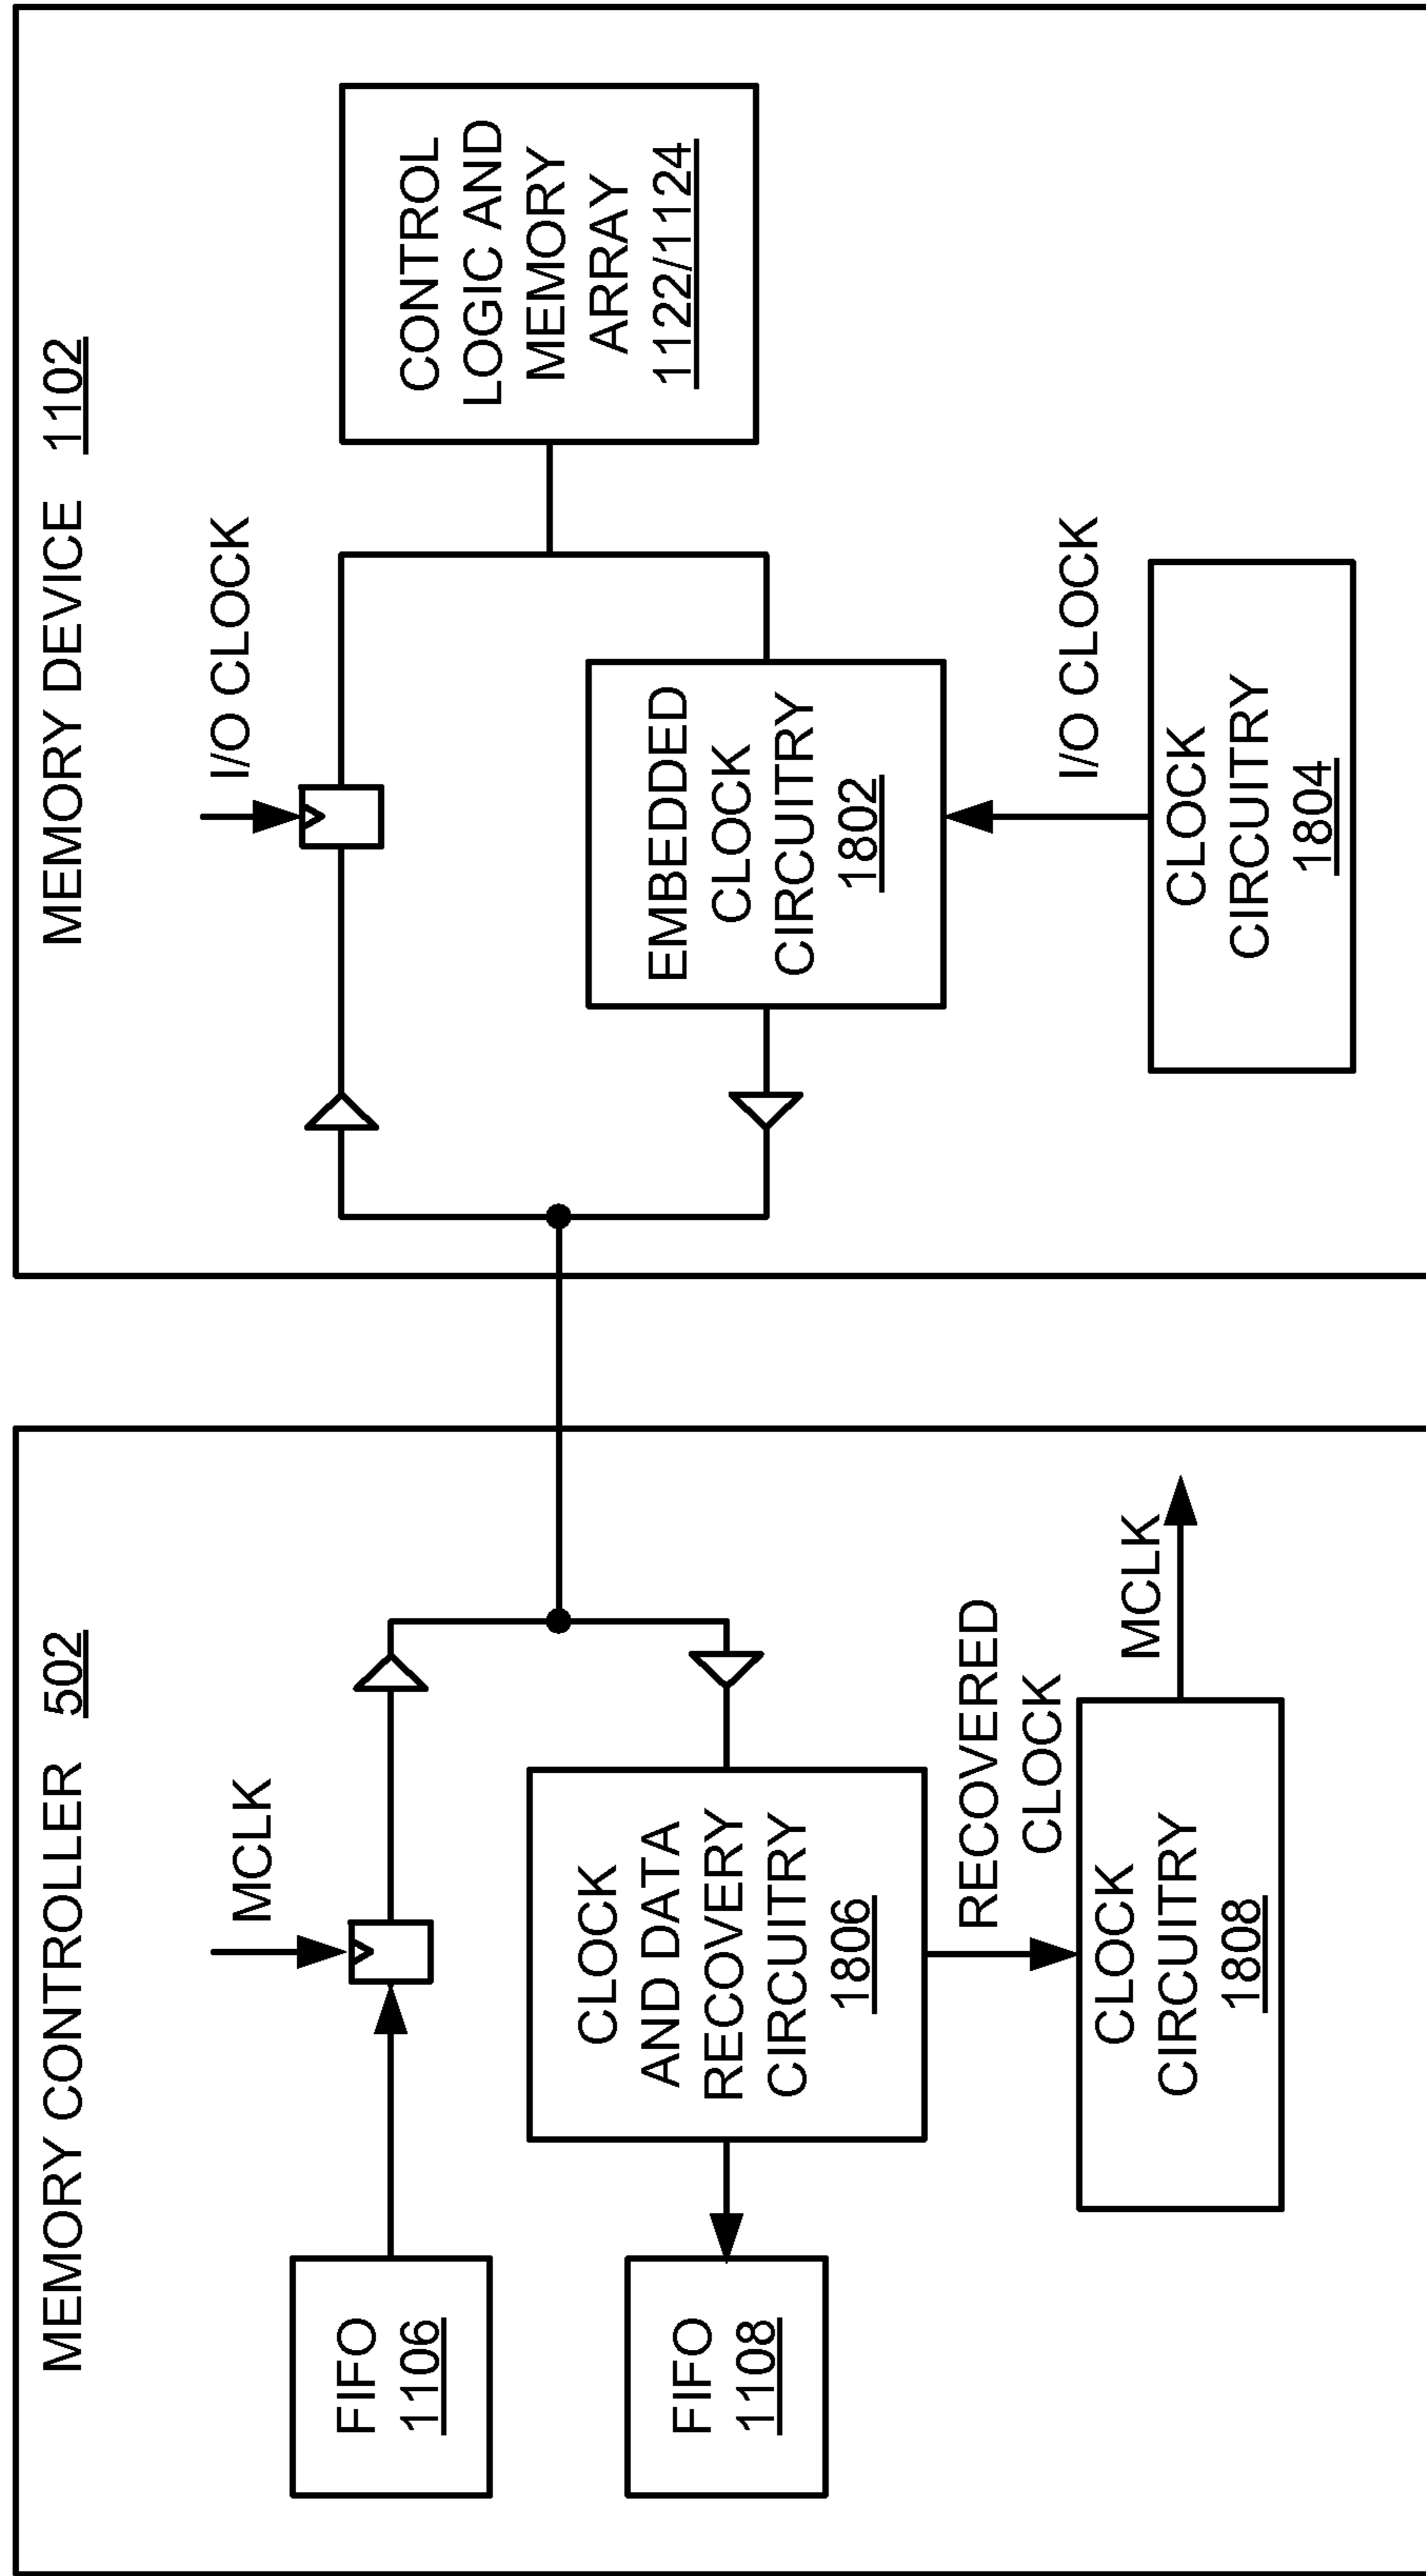 MEMORY CONTROLLER 502
MCLK
FIFO
1106
FIFO
1108
CLOCK
AND DATA
RECOVERY
CIRCUITRY
1806
RECOVERED
CLOCK
CLOCK
CIRCUITRY
1808
MCLK
MEMORY DEVICE 1102
I/O CLOCK
CONTROL
LOGIC AND
MEMORY
ARRAY
1122/1124
EMBEDDED
CLOCK
CIRCUITRY
1802
I/O CLOCK
CLOCK
CIRCUITRY
1804